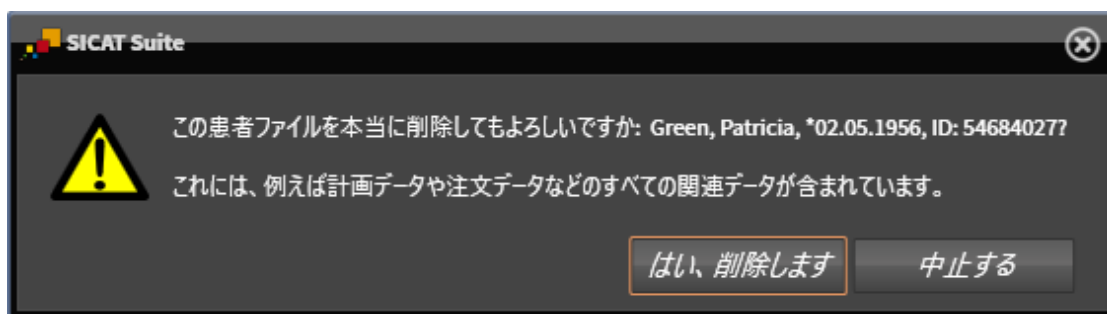 SICAT Suite
この患者ファイルを本当に削除してもよろしいですか: Green, Patricia, *02.05.1956, ID: 54684027?
これには、例えば計画データや注文データなどのすべての関連データが含まれています。
はい、削除します 中止する